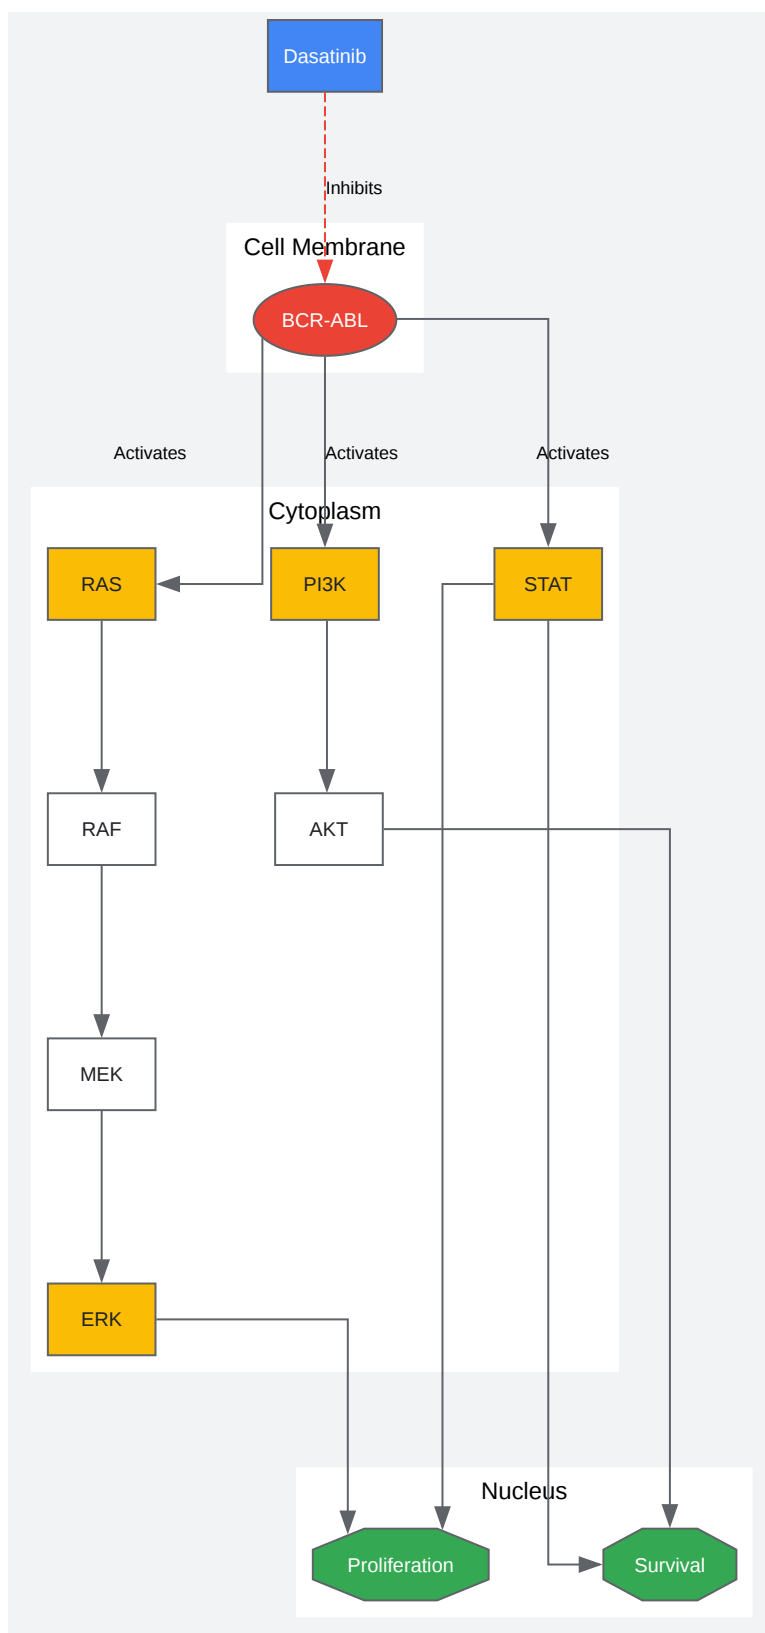 Dasatinib
Inhibits
Cell Membrane
BCR-ABL
Activates
Activates
Activates
Cytoplasm
RAS
PI3K
STAT
RAF
AKT
MEK
ERK
Nucleus
Proliferation
Survival